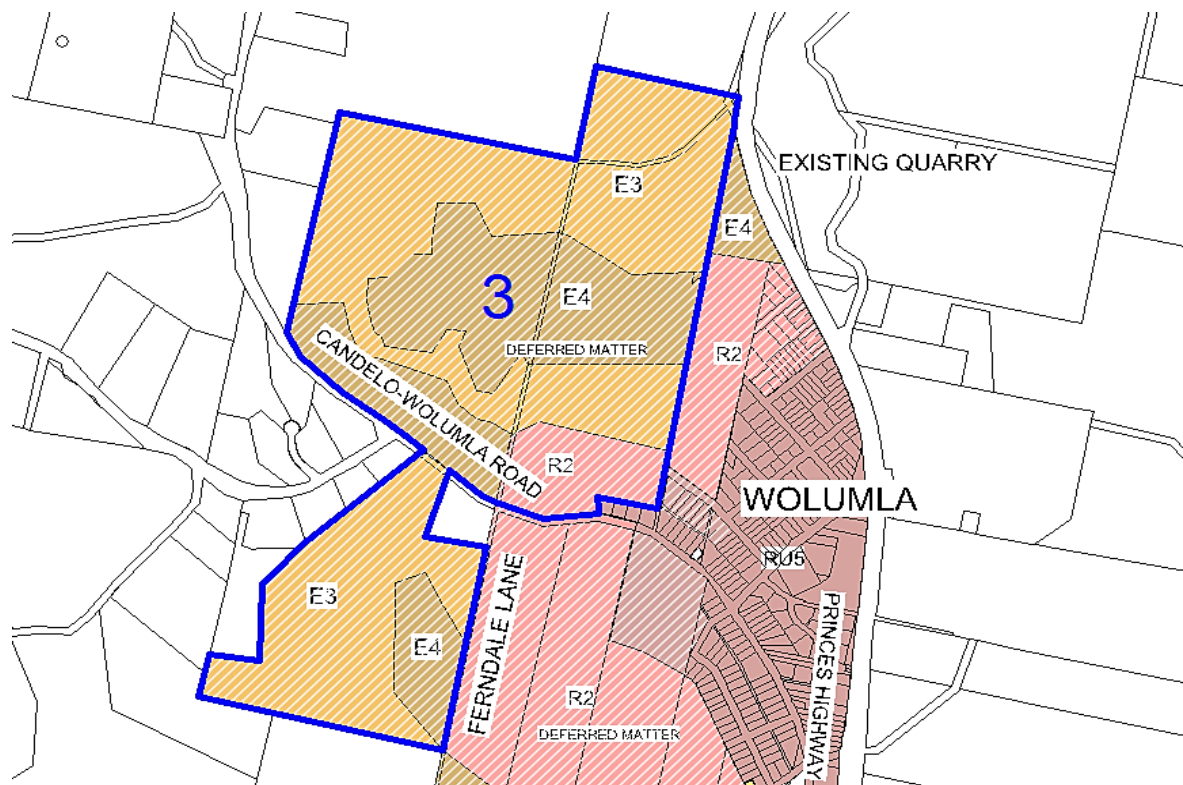 EXISTING QUARRY
E3
E4
3
E4
CANDELO-WOLUMLA ROAD
DEFERRED MATTER
R2
R2
WOLUMLA
RU5
E3
FERNDALE LANE
PRINCES HIGHWAY
E4
R2
DEFERRED MATTER